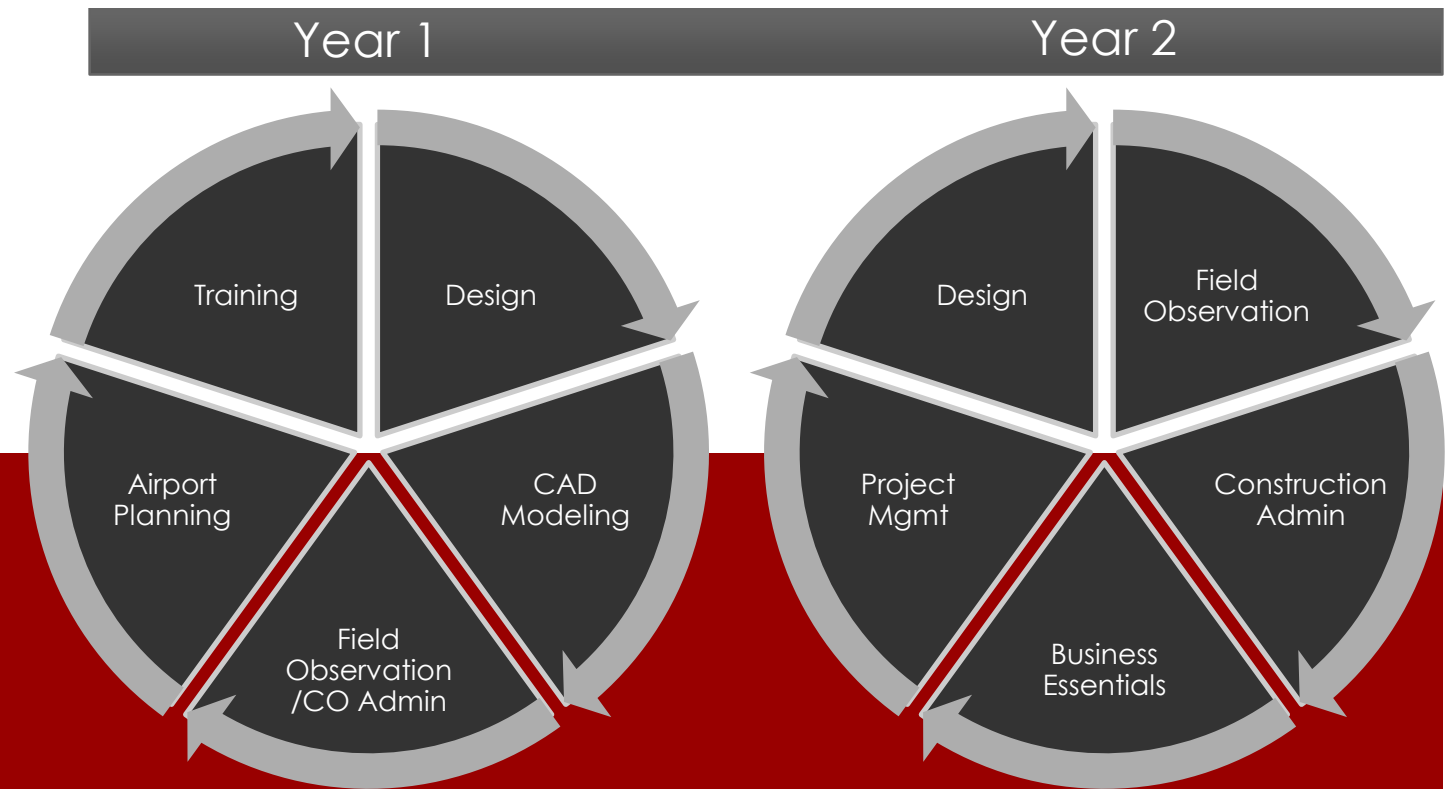 Year 1
Training
Design
CAD
Modeling
Field
Observation
/CO Admin
Airport
Planning
Year 2
Design
Field
Observation
Construction
Admin
Business
Essentials
Project
Mgmt